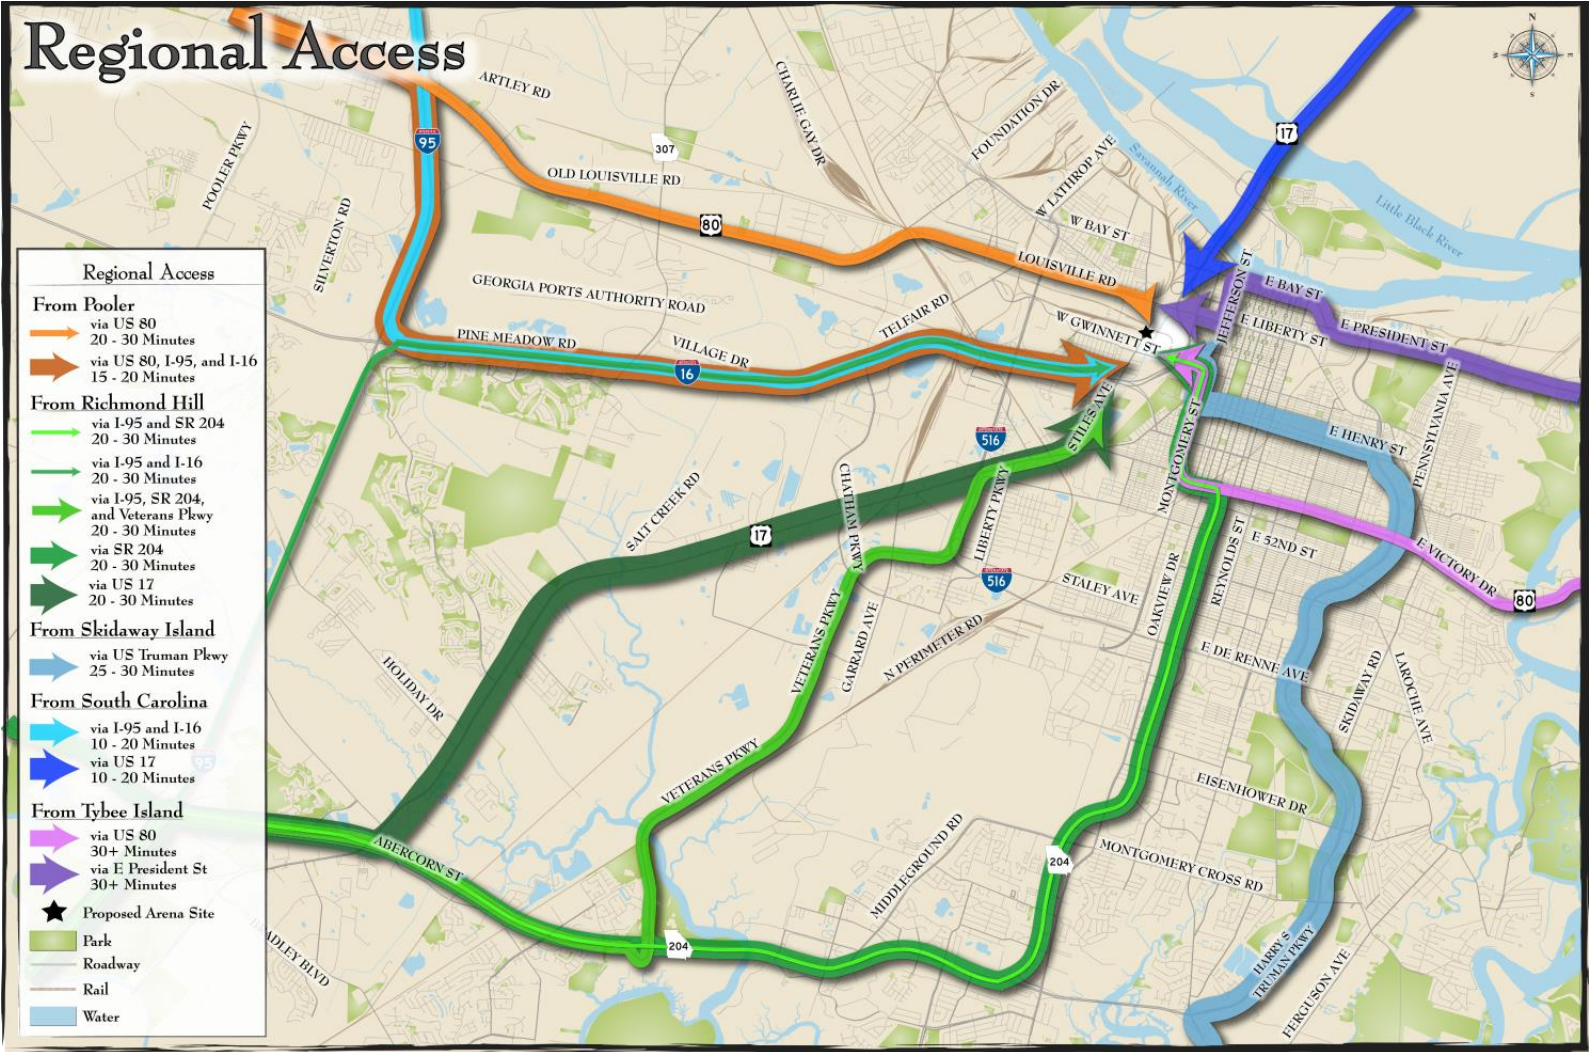 Regional Access
N
W
E
S
ARTLEY RD
CHARLIE GAY DR
FOUNDATION DR
95
17
POOLER PKWY
307
W LATHROP AVE
Savannah River
OLD LOUISVILLE RD
Little Black River
SILVERTON RD
80
W BAY ST
LOUISVILLE RD
JEFFERSON ST
E BAY ST
GEORGIA PORTS AUTHORITY ROAD
TELFAIR RD
W GWINNETT ST
E LIBERTY ST
E PRESIDENT ST
PINE MEADOW RD
VILLAGE DR
16
STILES AVE
PENNSYLVANIA AVE
516
MONTGOMERY ST
E HENRY ST
SALT CREEK RD
CHATHAM PKWY
LIBERTY PKWY
17
REYNOLDS ST
E 52ND ST
E VICTORY DR
516
STALEY AVE
OAKVIEW DR
80
VETERANS PKWY
GARRARD AVE
N PERIMETER RD
E DE RENNE AVE
SKIDAWAY RD
LAROCHE AVE
HOLIDAY DR
VETERANS PKWY
EISENHOWER DR
95
ABERCORN ST
MIDDLEGROUND RD
204
MONTGOMERY CROSS RD
204
HARRY S
TRUMAN PKWY
FERGUSON AVE
Regional Access
From Pooler
via US 80
20 - 30 Minutes
via US 80, I-95, and I-16
15 - 20 Minutes
From Richmond Hill
via I-95 and SR 204
20 - 30 Minutes
via I-95 and I-16
20 - 30 Minutes
via I-95, SR 204,
and Veterans Pkwy
20 - 30 Minutes
via SR 204
20 - 30 Minutes
via US 17
20 - 30 Minutes
From Skidaway Island
via US Truman Pkwy
25 - 30 Minutes
From South Carolina
via I-95 and I-16
10 - 20 Minutes
via US 17
10 - 20 Minutes
From Tybee Island
via US 80
30+ Minutes
via E President St
30+ Minutes
Proposed Arena Site
Park
Roadway
Rail
Water